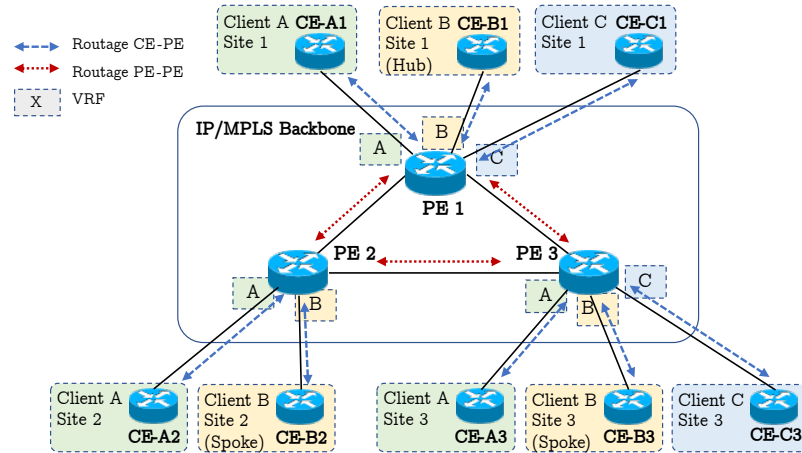 Routage CE-PE
Routage PE-PE
X VRF
Client A CE-A1
Site 1
Client B CE-B1
Site 1
(Hub)
Client C CE-C1
Site 1
IP/MPLS Backbone
A
B
C
PE 1
PE 2
PE 3
A
B
A
B
C
Client A
Site 2
CE-A2
Client B
Site 2
(Spoke) CE-B2
Client A
Site 3
CE-A3
Client B
Site 3
(Spoke) CE-B3
Client C
Site 3
CE-C3